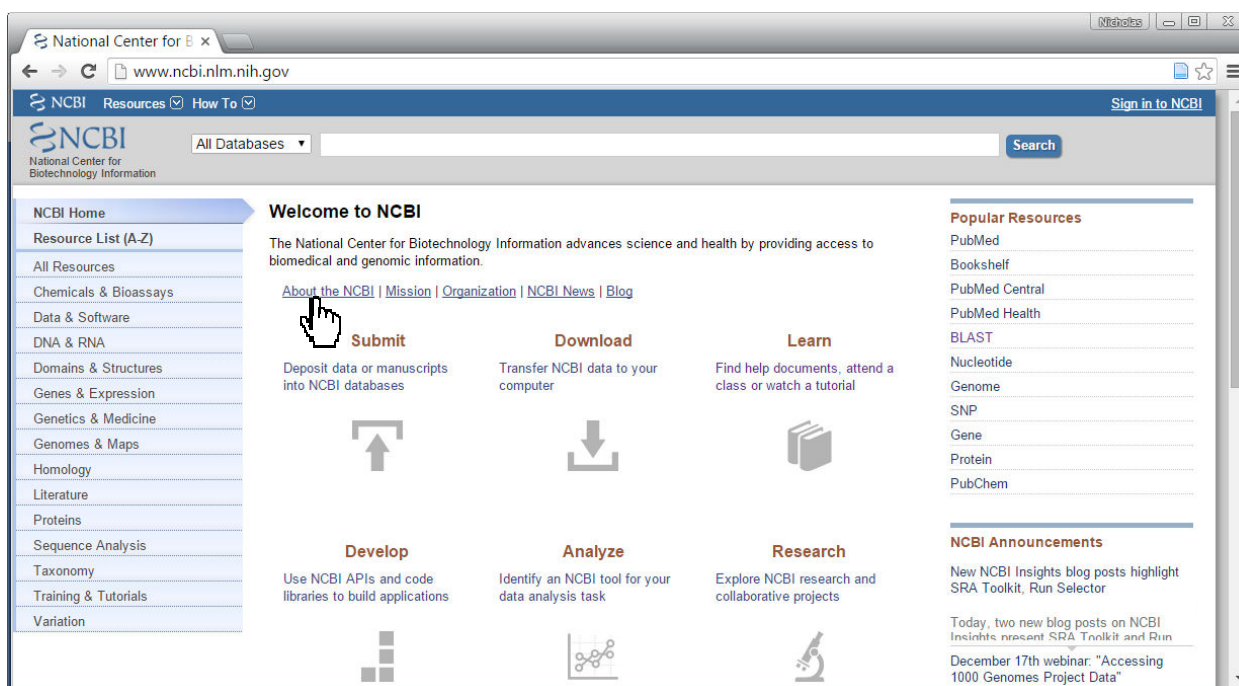 Nicholas
National Center for B
www.ncbi.nlm.nih.gov
NCBI Resources How To Sign in to NCBI
NCBI
National Center for
Biotechnology Information
All Databases
Search
NCBI Home
Resource List (A-Z)
All Resources
Chemicals & Bioassays
Data & Software
DNA & RNA
Domains & Structures
Genes & Expression
Genetics & Medicine
Genomes & Maps
Homology
Literature
Proteins
Sequence Analysis
Taxonomy
Training & Tutorials
Variation
Welcome to NCBI
The National Center for Biotechnology Information advances science and health by providing access to
biomedical and genomic information.
About the NCBI | Mission | Organization | NCBI News | Blog
Submit
Deposit data or manuscripts
into NCBI databases
Download
Transfer NCBI data to your
computer
Learn
Find help documents, attend a
class or watch a tutorial
Develop
Use NCBI APIs and code
libraries to build applications
Analyze
Identify an NCBI tool for your
data analysis task
Research
Explore NCBI research and
collaborative projects
Popular Resources
PubMed
Bookshelf
PubMed Central
PubMed Health
BLAST
Nucleotide
Genome
SNP
Gene
Protein
PubChem
NCBI Announcements
New NCBI Insights blog posts highlight
SRA Toolkit, Run Selector
Today, two new blog posts on NCBI
Insights present SRA Toolkit and Run
December 17th webinar: "Accessing
1000 Genomes Project Data"